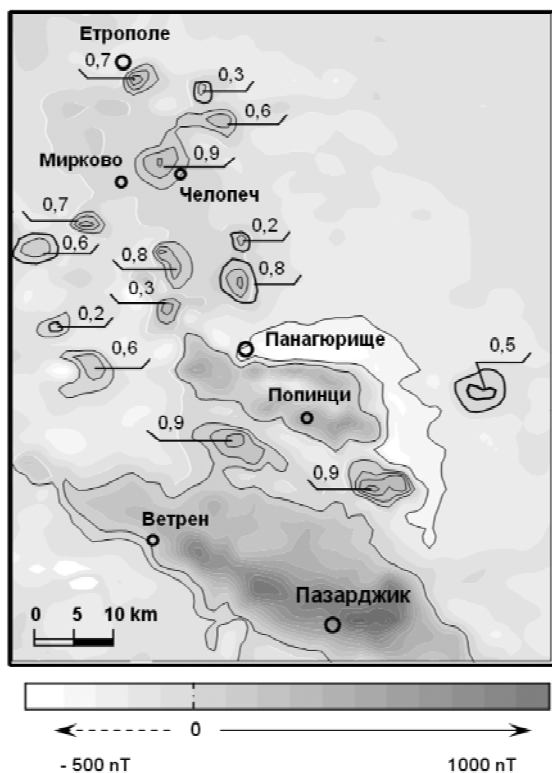 Етрополе
0,7
0,3
0,6
0,9
Мирково
Челопеч
0,7
0,6
0,2
0,8
0,8
0,3
0,2
Панагюрище
0,6
0,5
Попинци
0,9
0,9
Ветрен
Пазарджик
0 5 10 km
0
- 500 nT 1000 nT